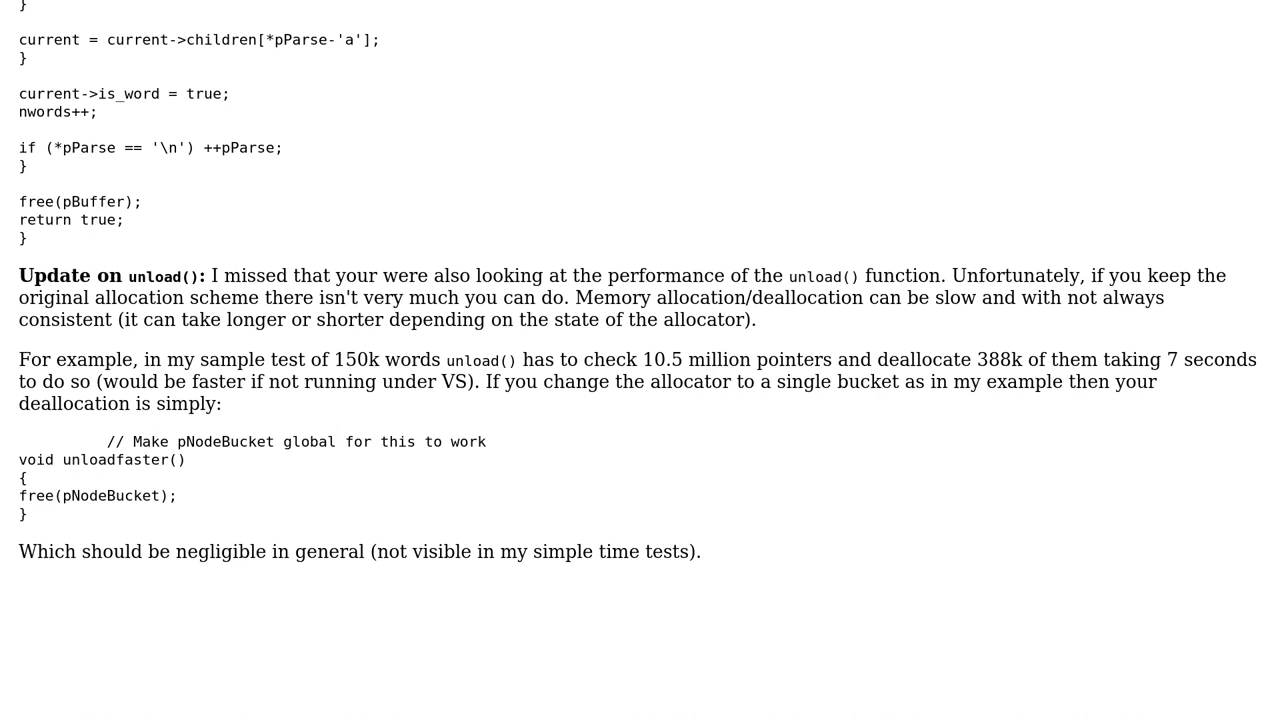 }
current = current->children[*pParse-'a'];
}
current->is_word = true;
nwords++;
if (*pParse == '\n') ++pParse;
}
free(pBuffer);
return true;
}
Update on unload(): I missed that your were also looking at the performance of the unload() function. Unfortunately, if you keep the
original allocation scheme there isn't very much you can do. Memory allocation/deallocation can be slow and with not always
consistent (it can take longer or shorter depending on the state of the allocator).
For example, in my sample test of 150k words unload() has to check 10.5 million pointers and deallocate 388k of them taking 7 seconds
to do so (would be faster if not running under VS). If you change the allocator to a single bucket as in my example then your
deallocation is simply:
// Make pNodeBucket global for this to work
void unloadfaster()
{
free(pNodeBucket);
}
Which should be negligible in general (not visible in my simple time tests).